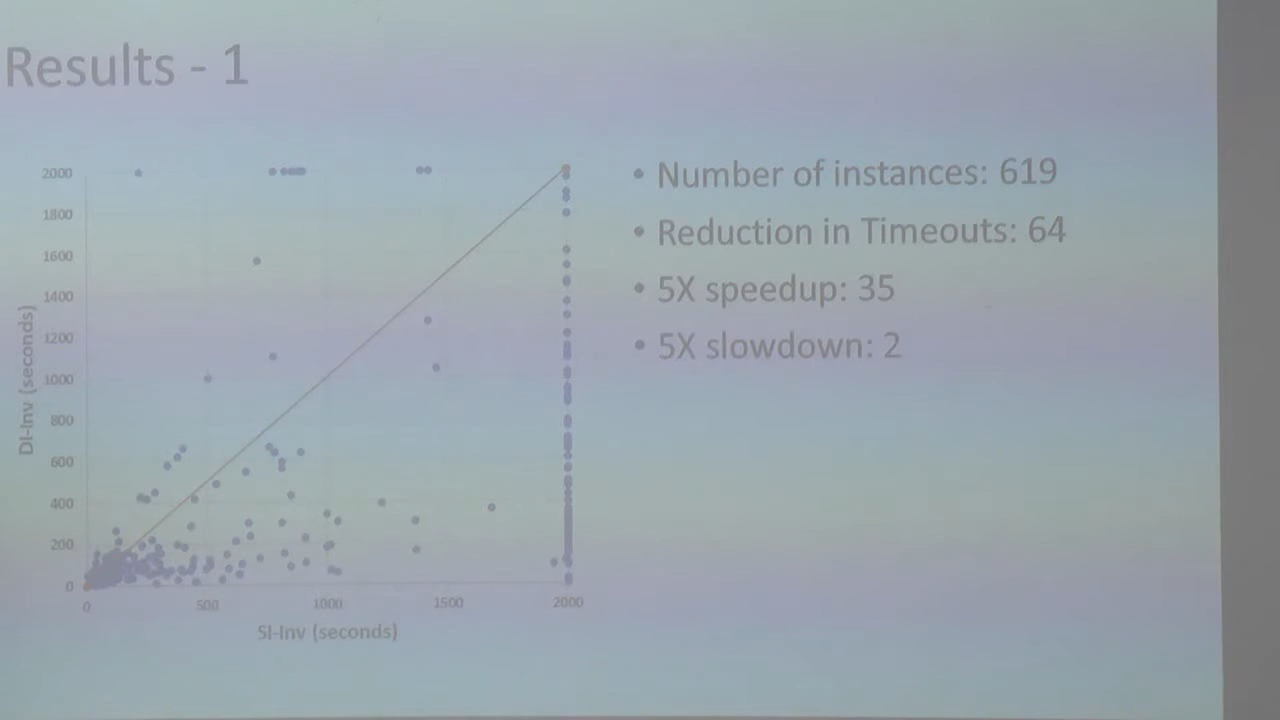 Results - 1
• Number of instances: 619
• Reduction in Timeouts: 64
• 5X speedup: 35
• 5X slowdown: 2
DI-Inv (seconds)
2000
1800
1600
1400
1200
1000
800
600
400
200
0
0 500 1000 1500 2000
SI-Inv (seconds)